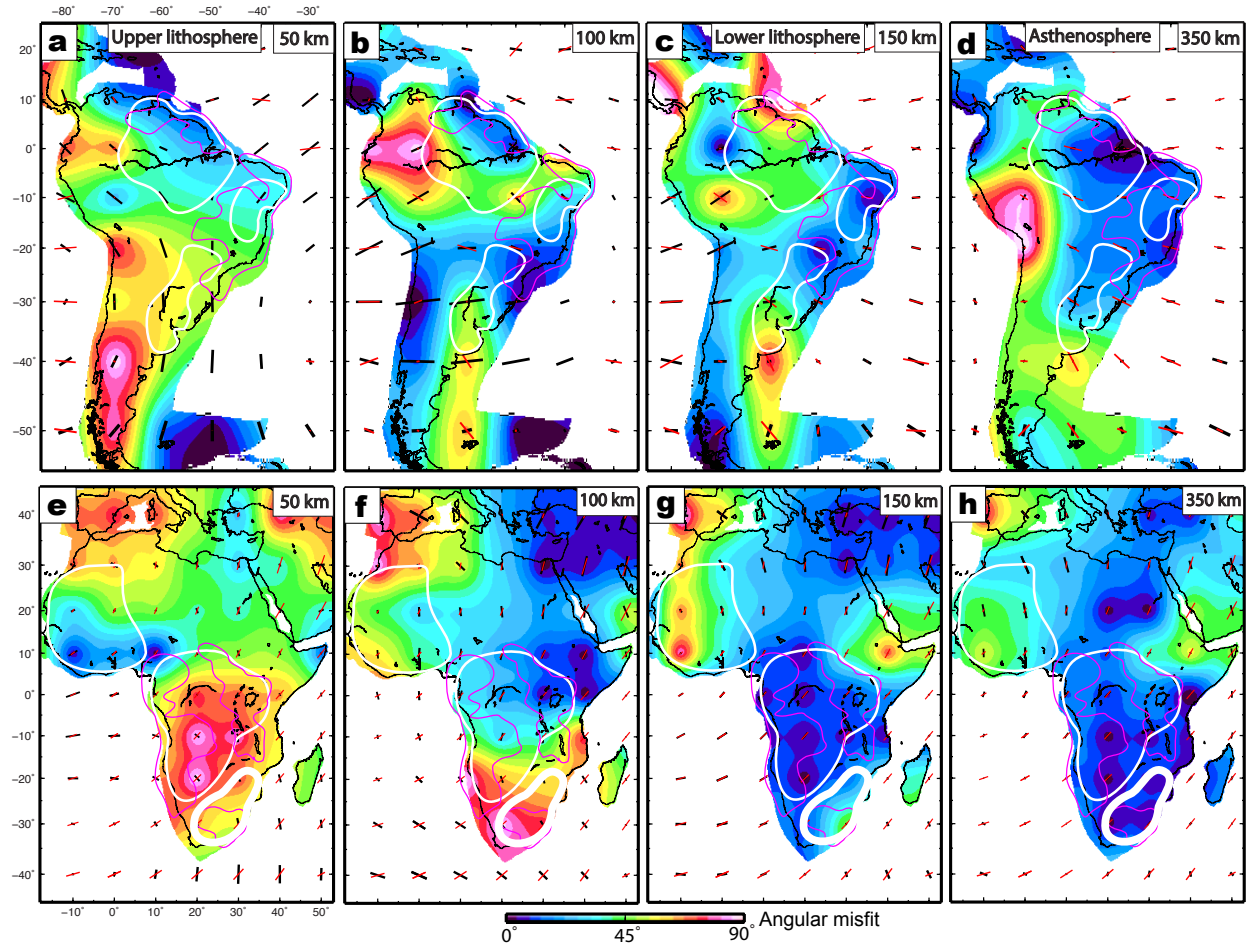 −80° −70° −60° −50° −40° −30°
a Upper lithosphere 50 km
b 100 km
c Lower lithosphere 150 km
d Asthenosphere 350 km
20°
10°
0°
−10°
−20°
−30°
−40°
−50°
e 50 km
f 100 km
g 150 km
h 350 km
40°
30°
20°
10°
0°
−10°
−20°
−30°
−40°
−10° 0° 10° 20° 30° 40° 50°
Angular misfit
0° 45° 90°